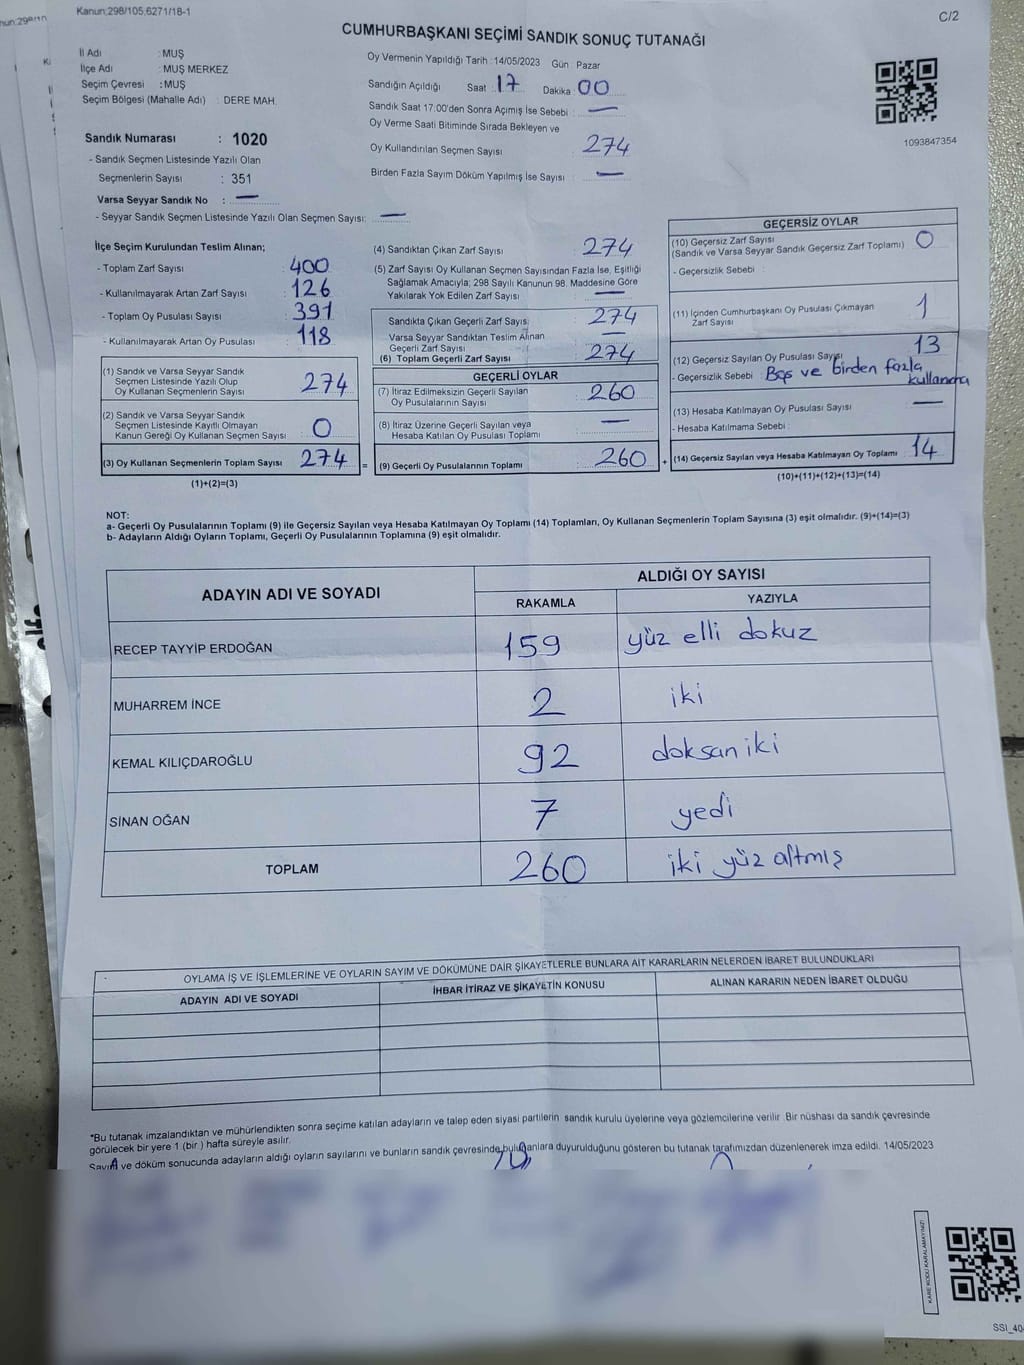 Kanun:298/105,6271/18-1
C/2
CUMHURBAŞKANI SEÇİMİ SANDIK SONUÇ TUTANAĞI
İl Adı : MUŞ
İlçe Adı : MUŞ MERKEZ
Seçim Çevresi : MUŞ
Seçim Bölgesi (Mahalle Adı) : DERE MAH.
Sandık Numarası : 1020
- Sandık Seçmen Listesinde Yazılı Olan
Seçmenlerin Sayısı : 351
Varsa Seyyar Sandık No : —
- Seyyar Sandık Seçmen Listesinde Yazılı Olan Seçmen Sayısı: —
Oy Vermenin Yapıldığı Tarih : 14/05/2023 Gün : Pazar
Sandığın Açıldığı Saat : 17 Dakika : 00
Sandık Saat 17.00'den Sonra Açımış İse Sebebi : —
Oy Verme Saati Bitiminde Sırada Bekleyen ve
Oy Kullandırılan Seçmen Sayısı : 274
Birden Fazla Sayım Döküm Yapılmış İse Sayısı : —
1093847354
İlçe Seçim Kurulundan Teslim Alınan;
- Toplam Zarf Sayısı : 400
- Kullanılmayarak Artan Zarf Sayısı : 126
- Toplam Oy Pusulası Sayısı : 391
- Kullanılmayarak Artan Oy Pusulası : 118
(1) Sandık ve Varsa Seyyar Sandık
Seçmen Listesinde Yazılı Olup
Oy Kullanan Seçmenlerin Sayısı : 274
(2) Sandık ve Varsa Seyyar Sandık
Seçmen Listesinde Kayıtlı Olmayan
Kanun Gereği Oy Kullanan Seçmen Sayısı : 0
(3) Oy Kullanan Seçmenlerin Toplam Sayısı : 274 =
(1)+(2)=(3)
(4) Sandıktan Çıkan Zarf Sayısı : 274
(5) Zarf Sayısı Oy Kullanan Seçmen Sayısından Fazla İse, Eşitliği
Sağlamak Amacıyla; 298 Sayılı Kanunun 98. Maddesine Göre
Yakılarak Yok Edilen Zarf Sayısı : —
Sandıkta Çıkan Geçerli Zarf Sayısı : 274
Varsa Seyyar Sandıktan Teslim Alınan
Geçerli Zarf Sayısı : —
(6) Toplam Geçerli Zarf Sayısı : 274
GEÇERLİ OYLAR
(7) İtiraz Edilmeksizin Geçerli Sayılan
Oy Pusulalarının Sayısı : 260
(8) İtiraz Üzerine Geçerli Sayılan veya
Hesaba Katılan Oy Pusulası Toplamı : —
(9) Geçerli Oy Pusulalarının Toplamı : 260 +
GEÇERSİZ OYLAR
(10) Geçersiz Zarf Sayısı : 0
(Sandık ve Varsa Seyyar Sandık Geçersiz Zarf Toplamı)
- Geçersizlik Sebebi :
(11) İçinden Cumhurbaşkanı Oy Pusulası Çıkmayan
Zarf Sayısı : 1
(12) Geçersiz Sayılan Oy Pusulası Sayısı : 13
- Geçersizlik Sebebi : Boş ve birden fazla
kullanma
(13) Hesaba Katılmayan Oy Pusulası Sayısı : —
- Hesaba Katılmama Sebebi :
(14) Geçersiz Sayılan veya Hesaba Katılmayan Oy Toplamı : 14
(10)+(11)+(12)+(13)=(14)
NOT:
a- Geçerli Oy Pusulalarının Toplamı (9) ile Geçersiz Sayılan veya Hesaba Katılmayan Oy Toplamı (14) Toplamları, Oy Kullanan Seçmenlerin Toplam Sayısına (3) eşit olmalıdır. (9)+(14)=(3)
b- Adayların Aldığı Oyların Toplamı, Geçerli Oy Pusulalarının Toplamına (9) eşit olmalıdır.
ADAYIN ADI VE SOYADI ALDIĞI OY SAYISI
RAKAMLA YAZIYLA
RECEP TAYYİP ERDOĞAN 159 yüz elli dokuz
MUHARREM İNCE 2 iki
KEMAL KILIÇDAROĞLU 92 doksan iki
SİNAN OĞAN 7 yedi
TOPLAM 260 iki yüz altmış
OYLAMA İŞ VE İŞLEMLERİNE VE OYLARIN SAYIM VE DÖKÜMÜNE DAİR ŞİKAYETLERLE BUNLARA AİT KARARLARIN NELERDEN İBARET BULUNDUKLARI
ADAYIN ADI VE SOYADI İHBAR İTİRAZ VE ŞİKAYETİN KONUSU ALINAN KARARIN NEDEN İBARET OLDUĞU
*Bu tutanak imzalandıktan ve mühürlendikten sonra seçime katılan adayların ve talep eden siyasi partilerin sandık kurulu üyelerine veya gözlemcilerine verilir .Bir nüshası da sandık çevresinde
görülecek bir yere 1 (bir ) hafta süreyle asılır.
Sayım ve döküm sonucunda adayların aldığı oyların sayılarını ve bunların sandık çevresinde bulunanlara duyurulduğunu gösteren bu tutanak tarafımızdan düzenlenerek imza edildi. 14/05/2023
KARE KODU KARALAMAYINIZ!
SSI_40